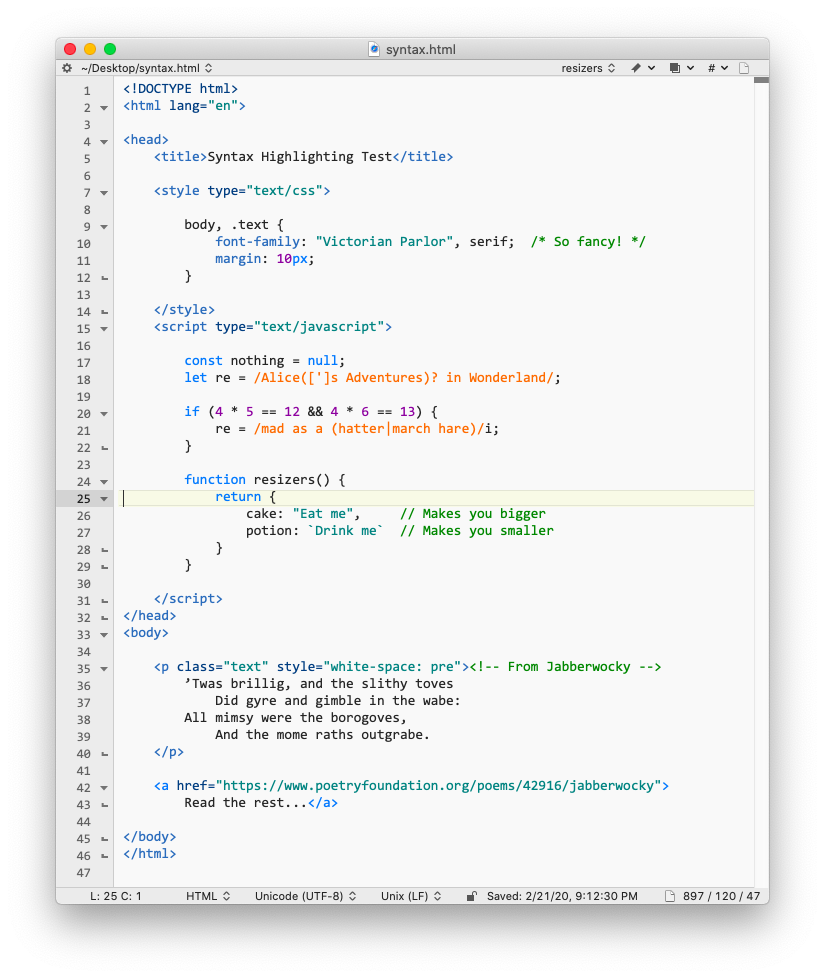 syntax.html
~/Desktop/syntax.html resizers #
1 <!DOCTYPE html>
2 <html lang="en">
3
4 <head>
5     <title>Syntax Highlighting Test</title>
6
7     <style type="text/css">
8
9         body, .text {
10             font-family: "Victorian Parlor", serif;  /* So fancy! */
11             margin: 10px;
12         }
13
14     </style>
15     <script type="text/javascript">
16
17         const nothing = null;
18         let re = /Alice([']s Adventures)? in Wonderland/;
19
20         if (4 * 5 == 12 && 4 * 6 == 13) {
21             re = /mad as a (hatter|march hare)/i;
22         }
23
24         function resizers() {
25             return {
26                 cake: "Eat me",     // Makes you bigger
27                 potion: `Drink me`  // Makes you smaller
28             }
29         }
30
31     </script>
32 </head>
33 <body>
34
35     <p class="text" style="white-space: pre"><!-- From Jabberwocky -->
36         ’Twas brillig, and the slithy toves
37             Did gyre and gimble in the wabe:
38         All mimsy were the borogoves,
39             And the mome raths outgrabe.
40     </p>
41
42     <a href="https://www.poetryfoundation.org/poems/42916/jabberwocky">
43         Read the rest...</a>
44
45 </body>
46 </html>
47
L: 25 C: 1 HTML Unicode (UTF-8) Unix (LF) Saved: 2/21/20, 9:12:30 PM 897 / 120 / 47